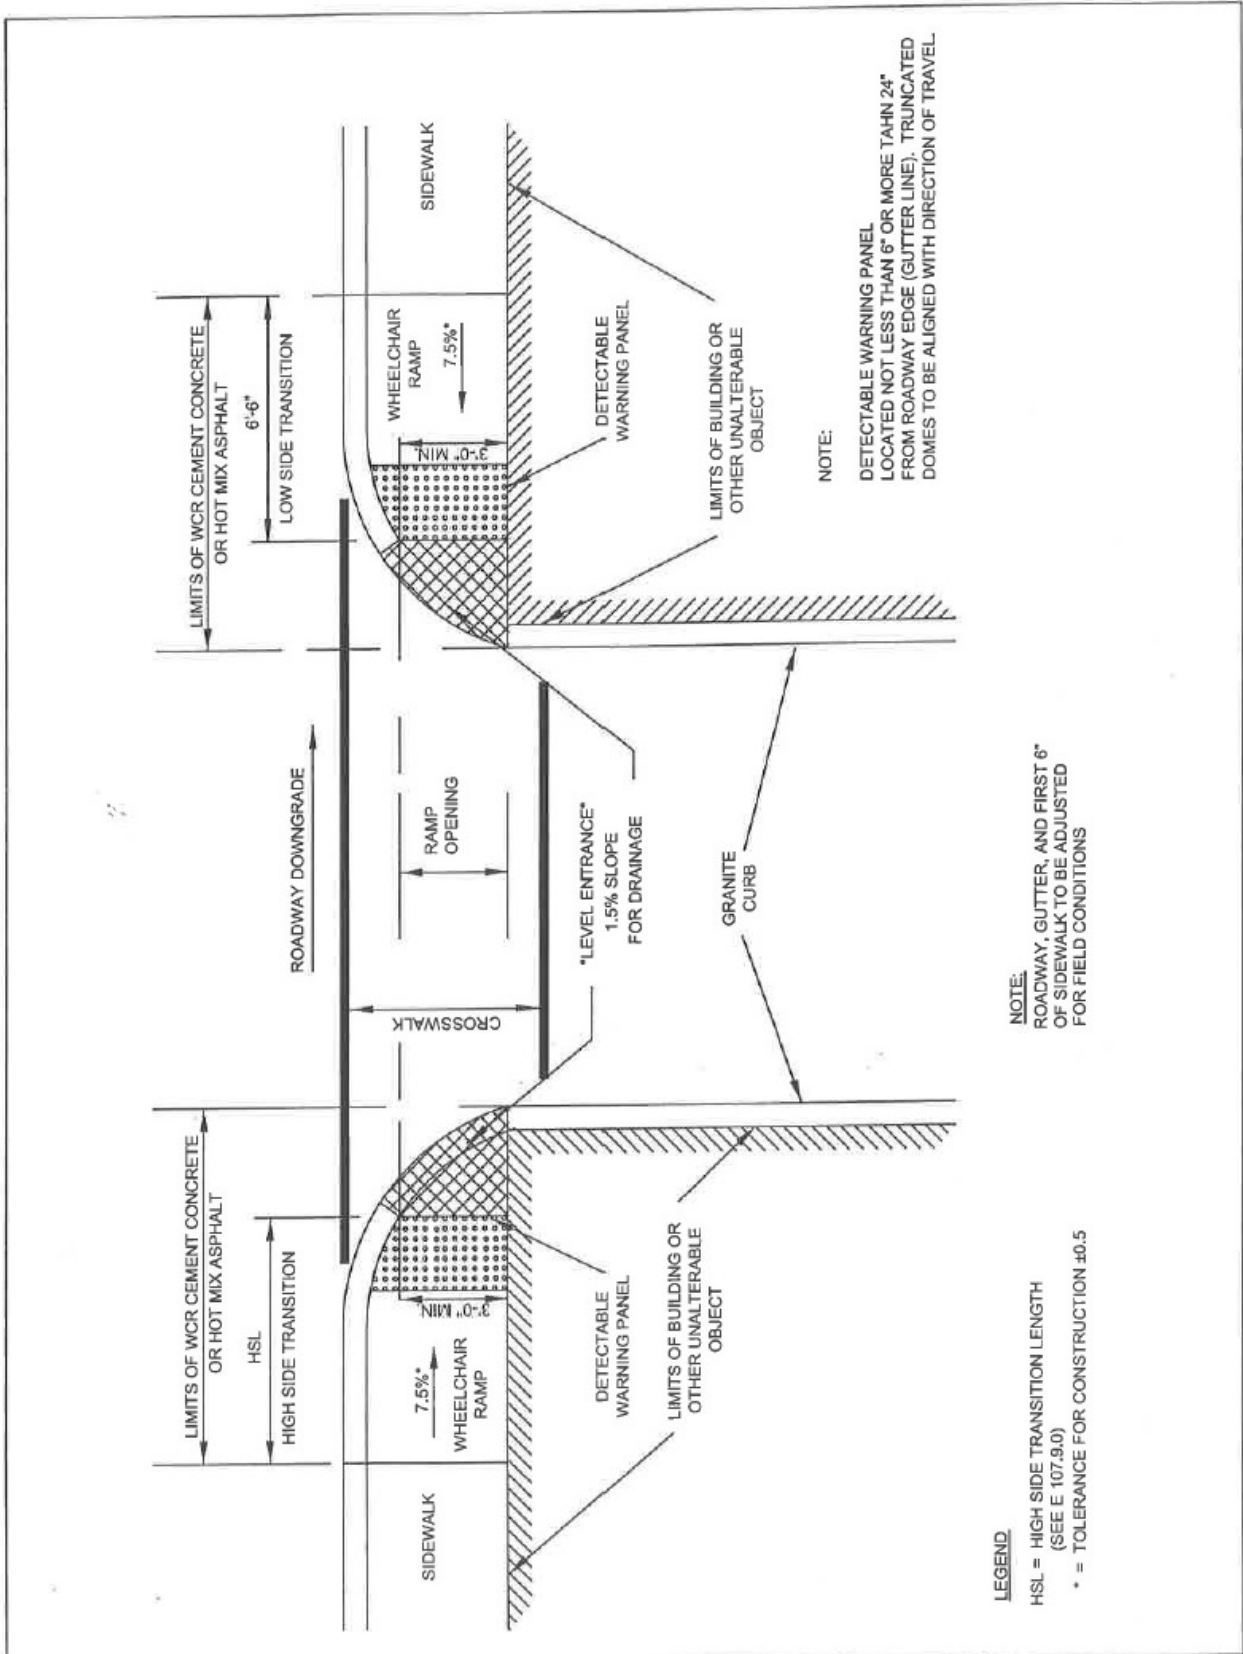 LIMITS OF WCR CEMENT CONCRETE
OR HOT MIX ASPHALT
HSL
HIGH SIDE TRANSITION
ROADWAY DOWNGRADE
LIMITS OF WCR CEMENT CONCRETE
OR HOT MIX ASPHALT
6'-6"
LOW SIDE TRANSITION
SIDEWALK
7.5%*
WHEELCHAIR
RAMP
3'-0" MIN.
CROSSWALK
RAMP
OPENING
3'-0" MIN.
WHEELCHAIR
RAMP
7.5%*
SIDEWALK
DETECTABLE
WARNING PANEL
LIMITS OF BUILDING OR
OTHER UNALTERABLE
OBJECT
"LEVEL ENTRANCE"
1.5% SLOPE
FOR DRAINAGE
DETECTABLE
WARNING PANEL
LIMITS OF BUILDING OR
OTHER UNALTERABLE
OBJECT
GRANITE
CURB
NOTE:
DETECTABLE WARNING PANEL
LOCATED NOT LESS THAN 6" OR MORE TAHN 24"
FROM ROADWAY EDGE (GUTTER LINE). TRUNCATED
DOMES TO BE ALIGNED WITH DIRECTION OF TRAVEL.
LEGEND
HSL = HIGH SIDE TRANSITION LENGTH
(SEE E 107.9.0)
* = TOLERANCE FOR CONSTRUCTION ±0.5
NOTE:
ROADWAY, GUTTER, AND FIRST 6"
OF SIDEWALK TO BE ADJUSTED
FOR FIELD CONDITIONS